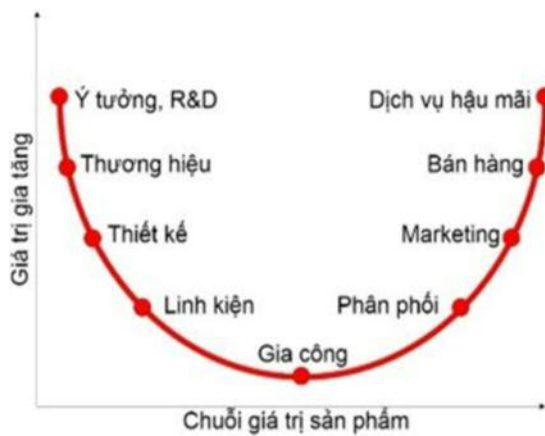 Giá trị gia tăng
Ý tưởng, R&D
Dịch vụ hậu mãi
Thương hiệu
Bán hàng
Thiết kế
Marketing
Linh kiện
Phân phối
Gia công
Chuỗi giá trị sản phẩm